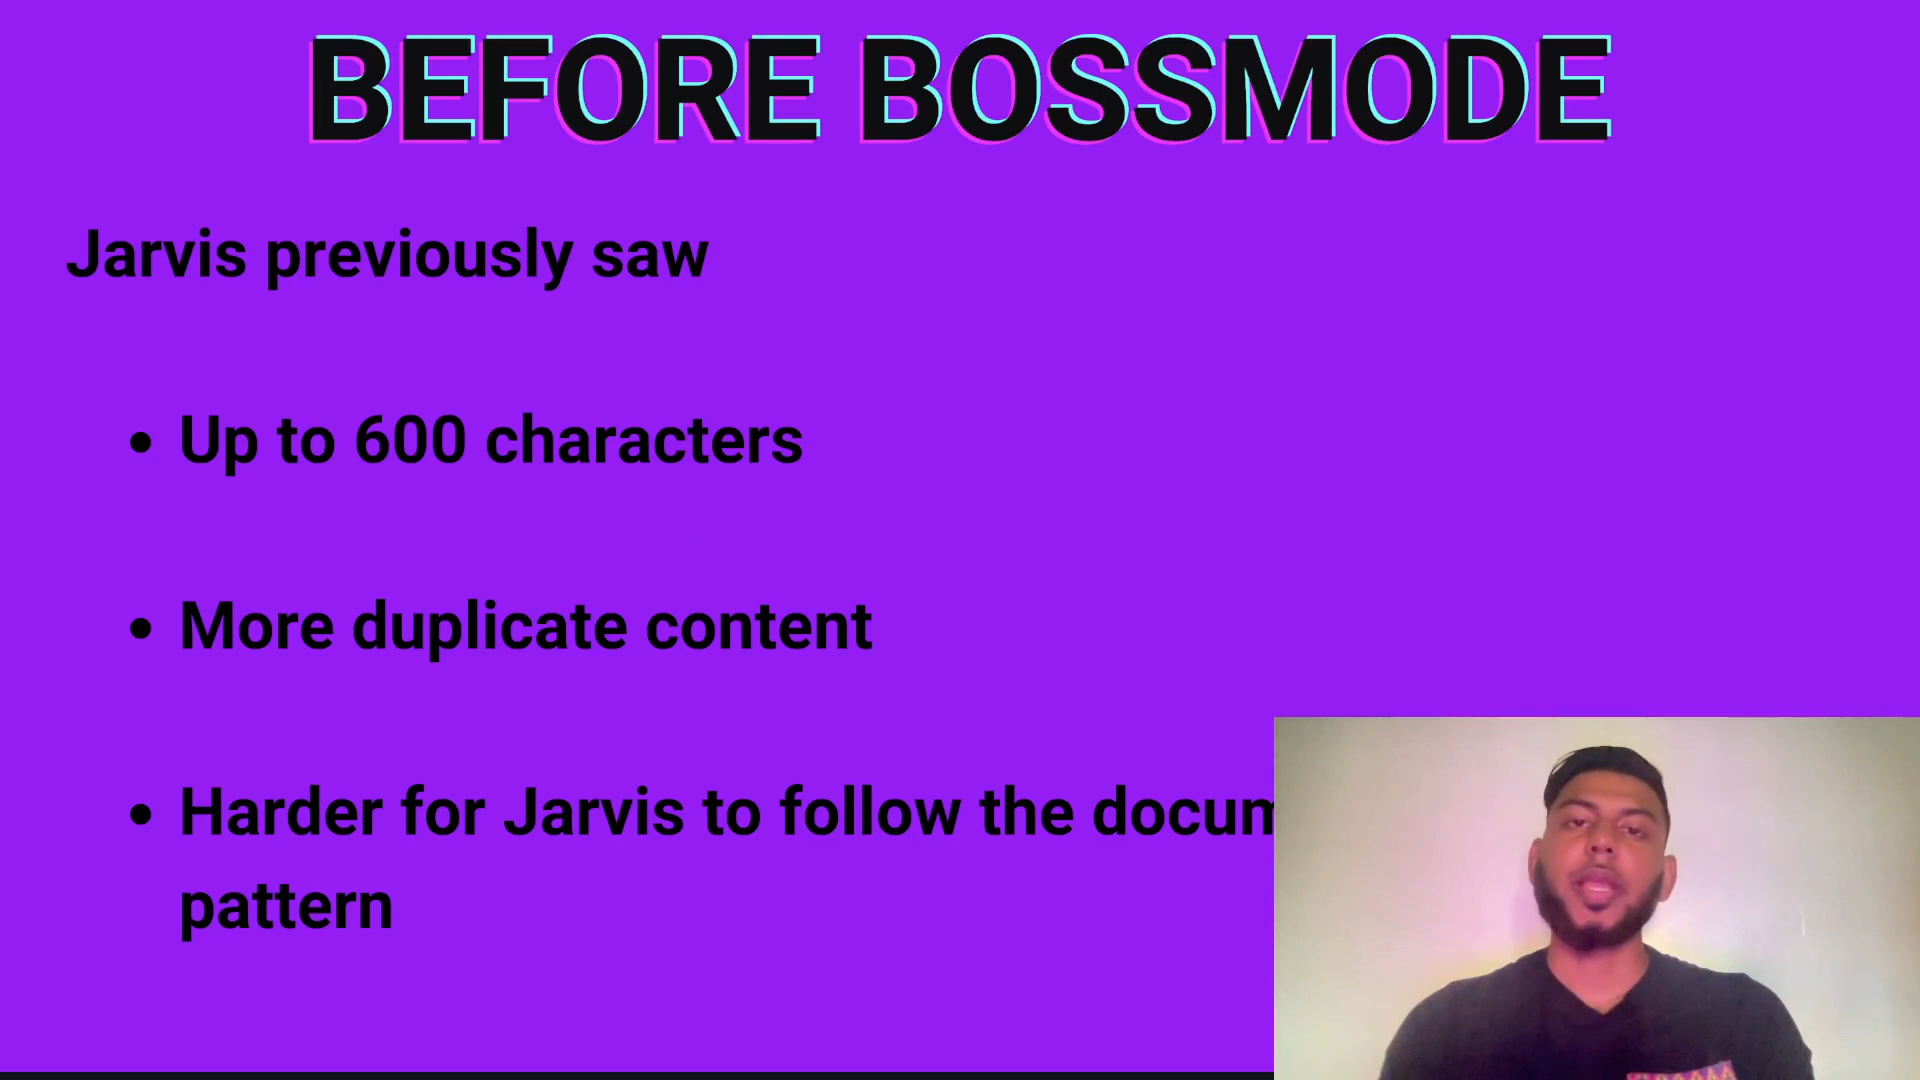 BEFORE BOSSMODE
Jarvis previously saw
• Up to 600 characters
• More duplicate content
• Harder for Jarvis to follow the docum
pattern